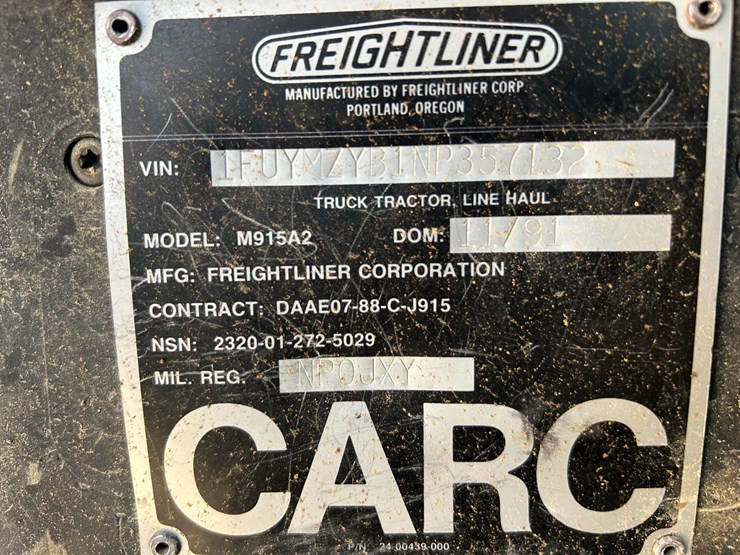 FREIGHTLINER
MANUFACTURED BY FREIGHTLINER CORP.
PORTLAND, OREGON
VIN: 1FUYMZYB1NP357132
TRUCK TRACTOR, LINE HAUL
MODEL: M915A2 DOM: 11/91
MFG: FREIGHTLINER CORPORATION
CONTRACT: DAAE07-88-C-J915
NSN: 2320-01-272-5029
MIL. REG. NP0JXY
CARC
P/N: 24-00439-000